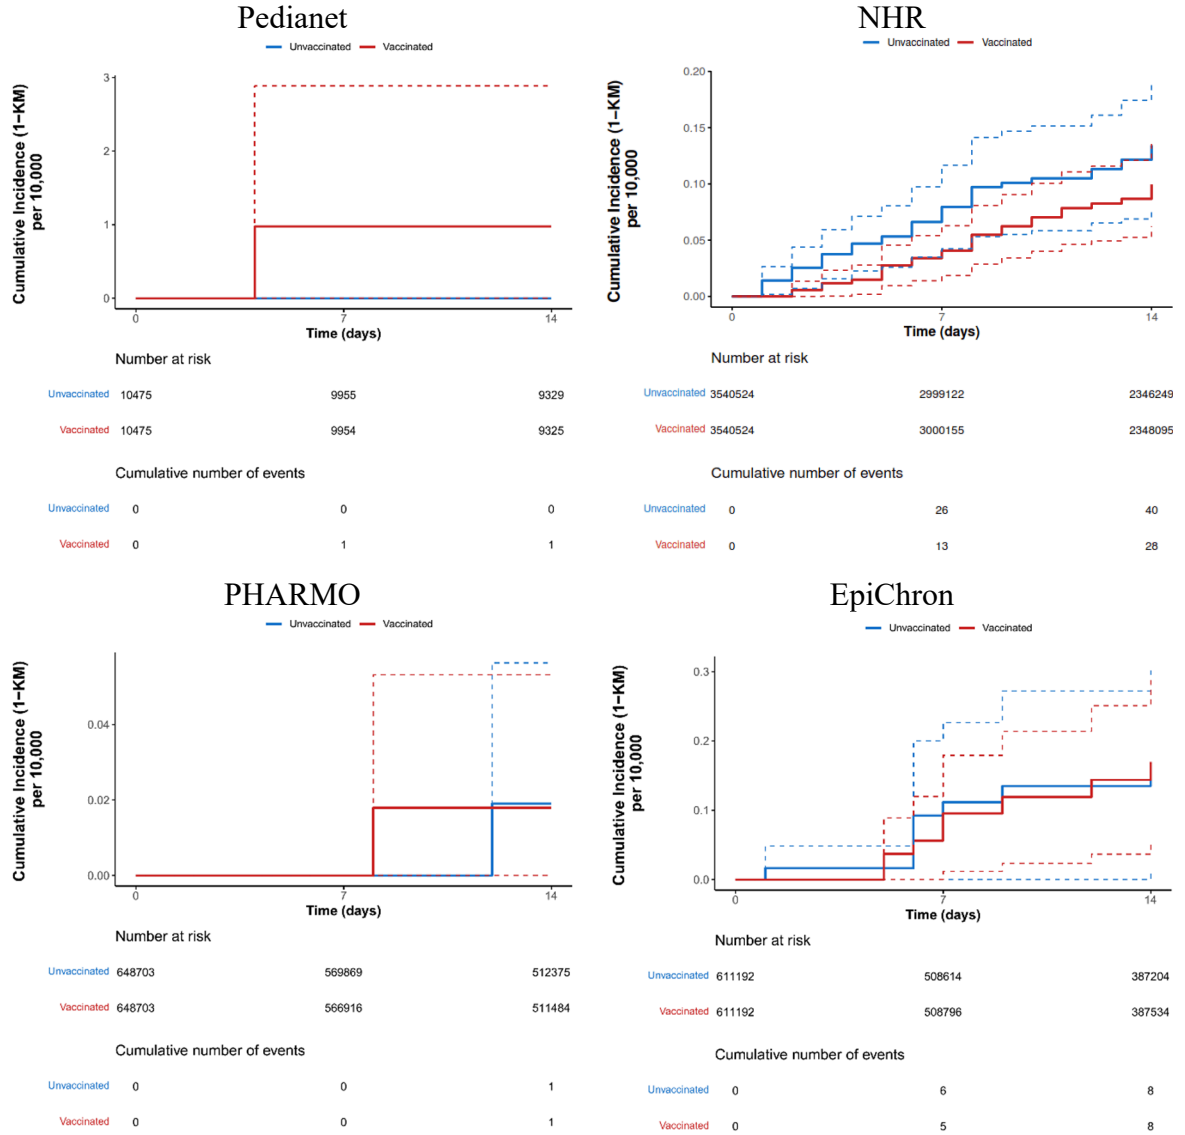 Pedianet
Unvaccinated Vaccinated
Cumulative Incidence (1−KM)
per 10,000
3
2
1
0
0 7 14
Time (days)
Number at risk
Unvaccinated 10475 9955 9329
Vaccinated 10475 9954 9325
Cumulative number of events
Unvaccinated 0 0 0
Vaccinated 0 1 1
NHR
Unvaccinated Vaccinated
Cumulative Incidence (1−KM)
per 10,000
0.20
0.15
0.10
0.05
0.00
0 7 14
Time (days)
Number at risk
Unvaccinated 3540524 2999122 2346249
Vaccinated 3540524 3000155 2348095
Cumulative number of events
Unvaccinated 0 26 40
Vaccinated 0 13 28
PHARMO
Unvaccinated Vaccinated
Cumulative Incidence (1−KM)
per 10,000
0.04
0.02
0.00
0 7 14
Time (days)
Number at risk
Unvaccinated 648703 569869 512375
Vaccinated 648703 566916 511484
Cumulative number of events
Unvaccinated 0 0 1
Vaccinated 0 0 1
EpiChron
Unvaccinated Vaccinated
Cumulative Incidence (1−KM)
per 10,000
0.3
0.2
0.1
0.0
0 7 14
Time (days)
Number at risk
Unvaccinated 611192 508614 387204
Vaccinated 611192 508796 387534
Cumulative number of events
Unvaccinated 0 6 8
Vaccinated 0 5 8